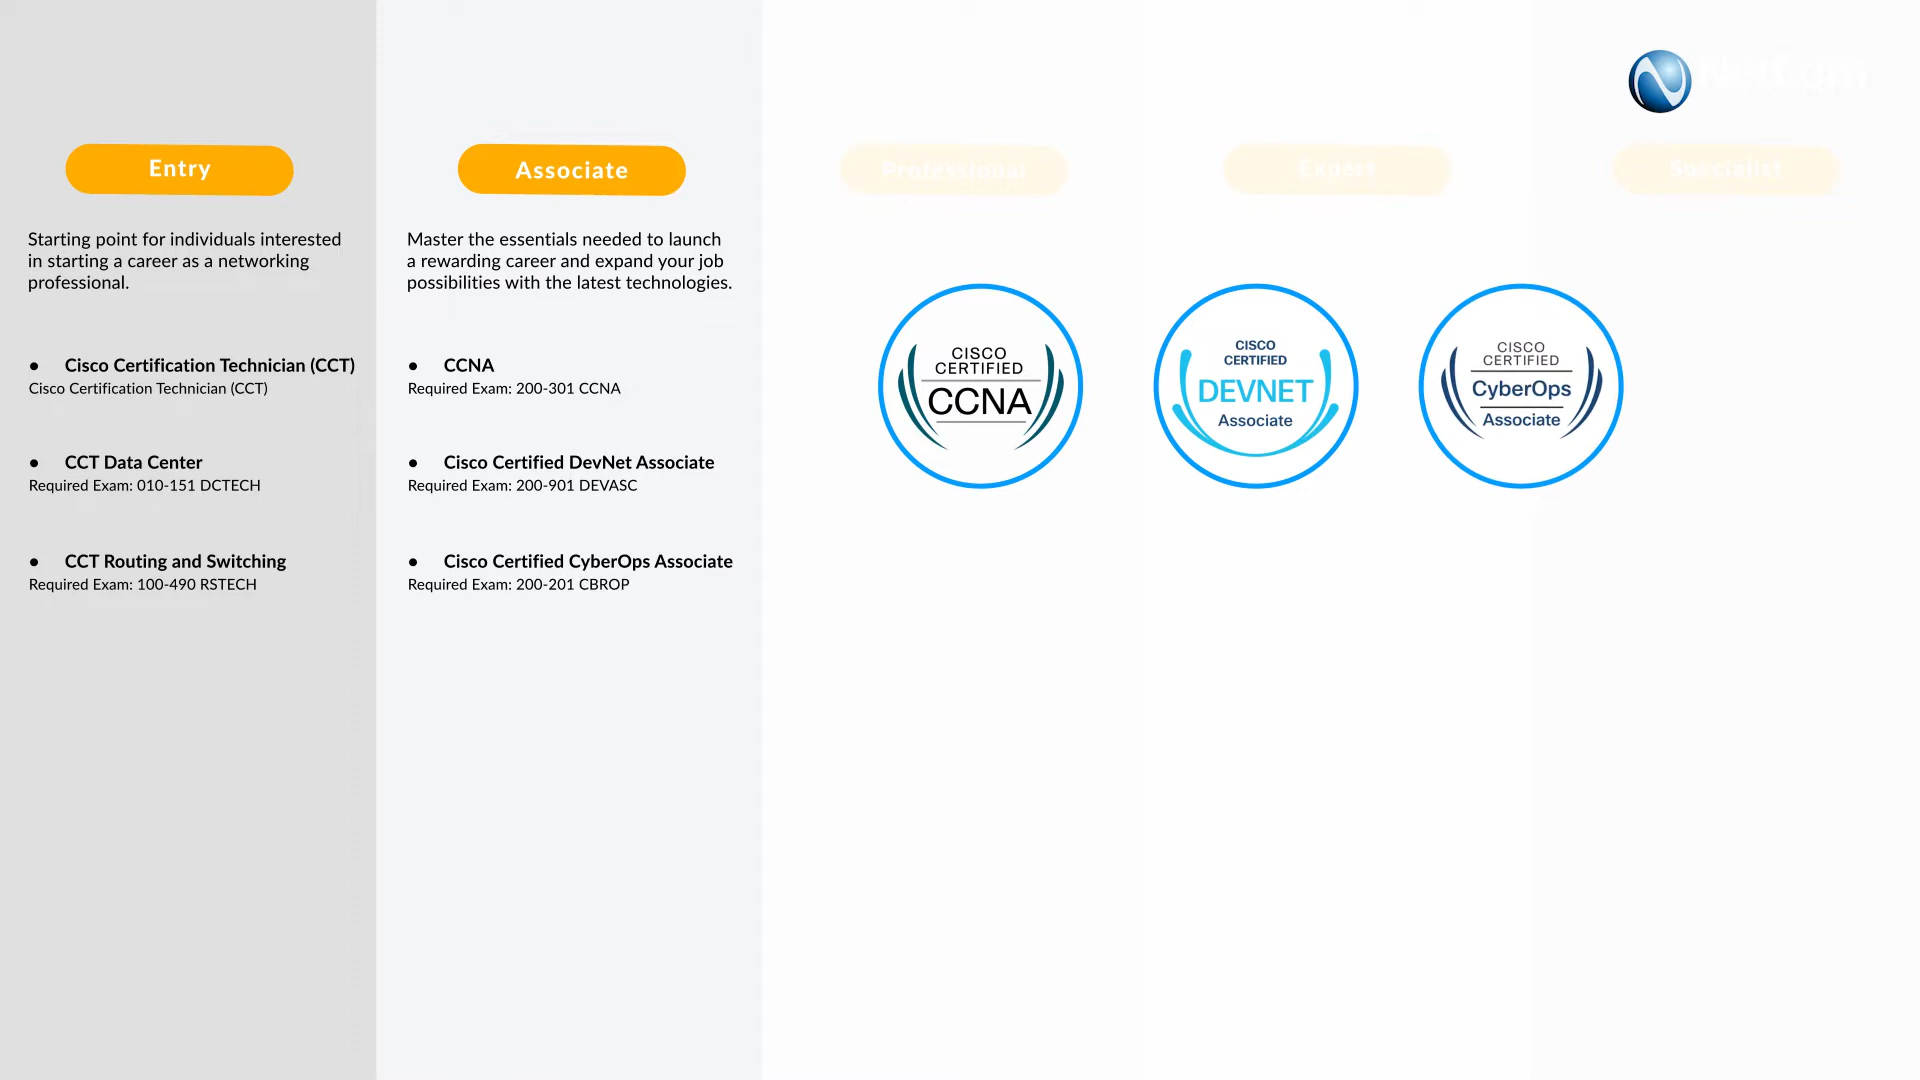 Entry
Starting point for individuals interested
in starting a career as a networking
professional.
• Cisco Certification Technician (CCT)
Cisco Certification Technician (CCT)
• CCT Data Center
Required Exam: 010-151 DCTECH
• CCT Routing and Switching
Required Exam: 100-490 RSTECH
Associate
Master the essentials needed to launch
a rewarding career and expand your job
possibilities with the latest technologies.
• CCNA
Required Exam: 200-301 CCNA
• Cisco Certified DevNet Associate
Required Exam: 200-901 DEVASC
• Cisco Certified CyberOps Associate
Required Exam: 200-201 CBROP
Professional
Expert
Specialist
CISCO
CERTIFIED
CCNA
CISCO
CERTIFIED
DEVNET
Associate
CISCO
CERTIFIED
CyberOps
Associate
NetCom